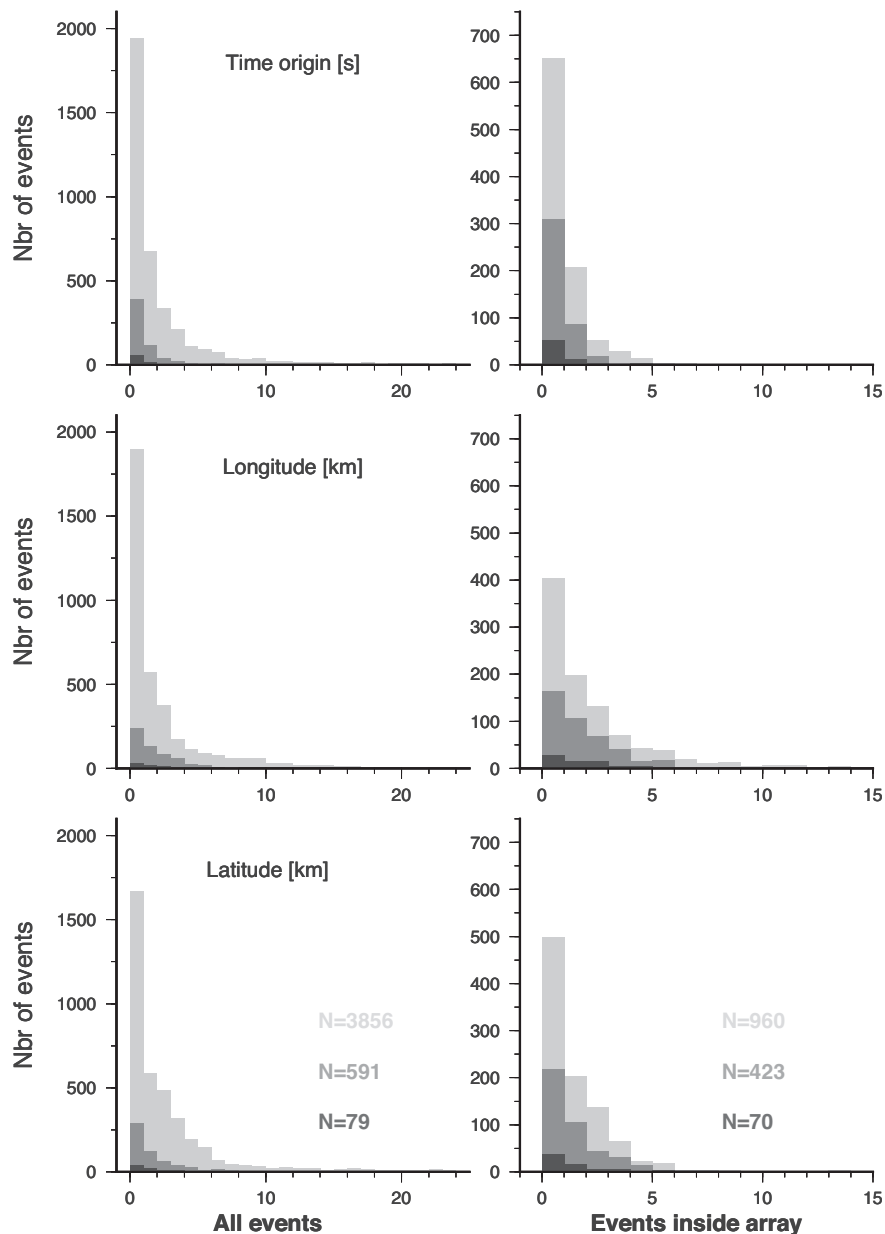 2000
1500
1000
500
0
Nbr of events
Time origin [s]
0 10 20
700
600
500
400
300
200
100
0
0 5 10 15
2000
1500
1000
500
0
Nbr of events
Longitude [km]
0 10 20
700
600
500
400
300
200
100
0
0 5 10 15
2000
1500
1000
500
0
Nbr of events
Latitude [km]
N=3856
N=591
N=79
0 10 20
All events
700
600
500
400
300
200
100
0
N=960
N=423
N=70
0 5 10 15
Events inside array